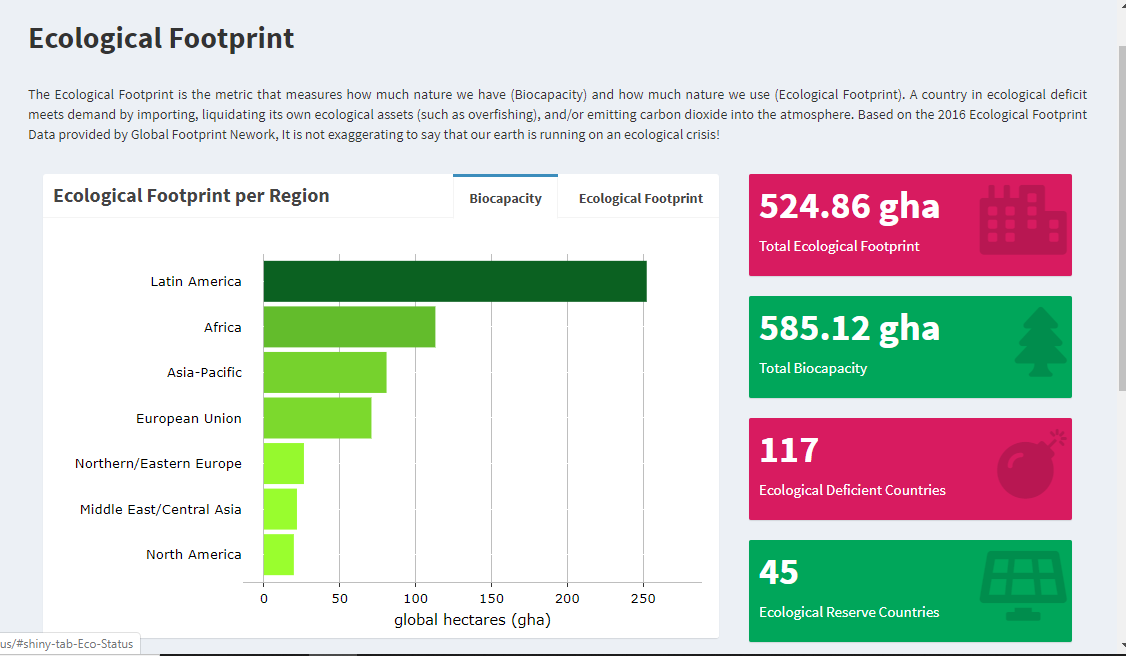 Ecological Footprint
The Ecological Footprint is the metric that measures how much nature we have (Biocapacity) and how much nature we use (Ecological Footprint). A country in ecological deficit
meets demand by importing, liquidating its own ecological assets (such as overfishing), and/or emitting carbon dioxide into the atmosphere. Based on the 2016 Ecological Footprint
Data provided by Global Footprint Nework, It is not exaggerating to say that our earth is running on an ecological crisis!
Ecological Footprint per Region
Biocapacity
Ecological Footprint
Latin America
Africa
Asia-Pacific
European Union
Northern/Eastern Europe
Middle East/Central Asia
North America
0 50 100 150 200 250
global hectares (gha)
524.86 gha
Total Ecological Footprint
585.12 gha
Total Biocapacity
117
Ecological Deficient Countries
45
Ecological Reserve Countries
us/#shiny-tab-Eco-Status